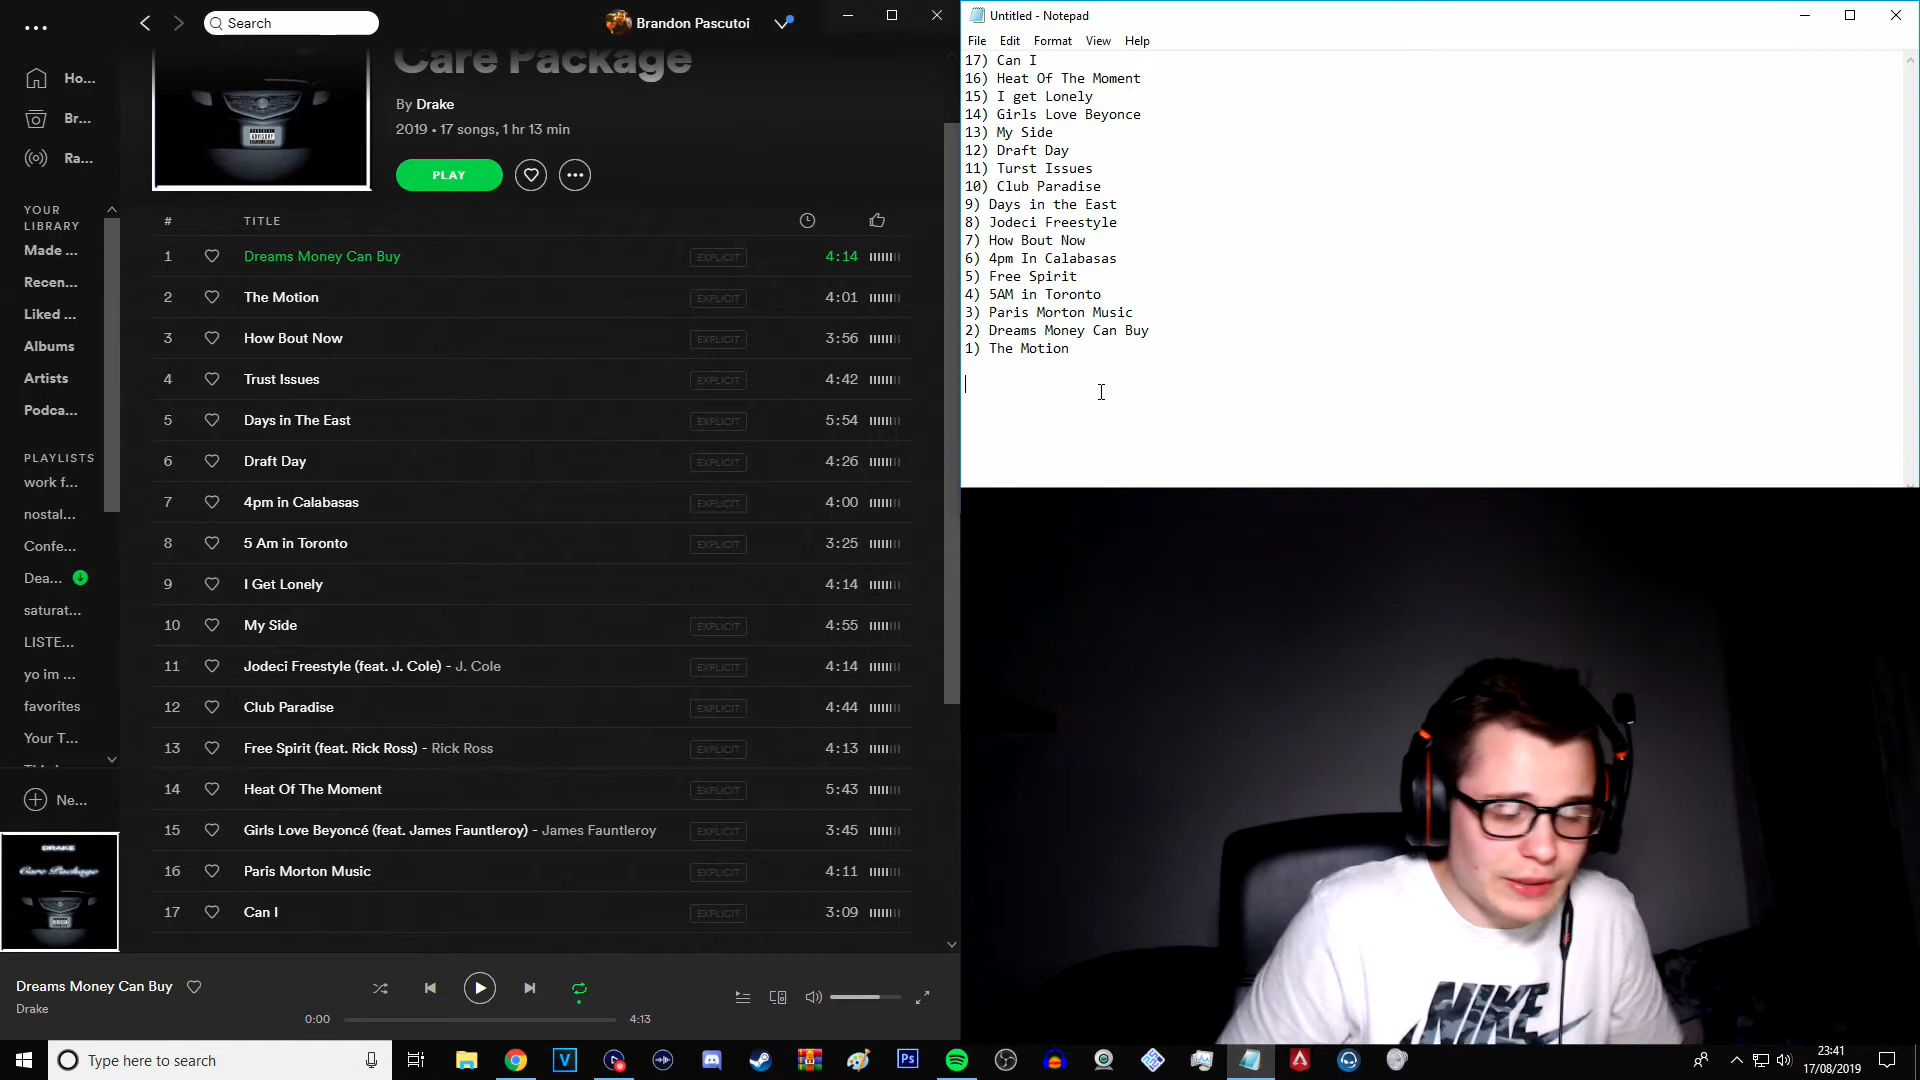 Search
Brandon Pascutoi
Ho...
Br...
Ra...
YOUR
LIBRARY
Made ...
Recen...
Liked ...
Albums
Artists
Podca...
PLAYLISTS
work f...
nostal...
Confe...
Dea...
saturat...
LISTE...
yo im ...
favorites
Your T...
Ne...
DRAKE
Care Package
Care Package
By Drake
2019 • 17 songs, 1 hr 13 min
PLAY
# TITLE
1 Dreams Money Can Buy EXPLICIT 4:14
2 The Motion EXPLICIT 4:01
3 How Bout Now EXPLICIT 3:56
4 Trust Issues EXPLICIT 4:42
5 Days in The East EXPLICIT 5:54
6 Draft Day EXPLICIT 4:26
7 4pm in Calabasas EXPLICIT 4:00
8 5 Am in Toronto EXPLICIT 3:25
9 I Get Lonely 4:14
10 My Side EXPLICIT 4:55
11 Jodeci Freestyle (feat. J. Cole) - J. Cole EXPLICIT 4:14
12 Club Paradise EXPLICIT 4:44
13 Free Spirit (feat. Rick Ross) - Rick Ross EXPLICIT 4:13
14 Heat Of The Moment EXPLICIT 5:43
15 Girls Love Beyoncé (feat. James Fauntleroy) - James Fauntleroy EXPLICIT 3:45
16 Paris Morton Music EXPLICIT 4:11
17 Can I EXPLICIT 3:09
Dreams Money Can Buy
Drake
0:00 4:13
Untitled - Notepad
File Edit Format View Help
17) Can I
16) Heat Of The Moment
15) I get Lonely
14) Girls Love Beyonce
13) My Side
12) Draft Day
11) Turst Issues
10) Club Paradise
9) Days in the East
8) Jodeci Freestyle
7) How Bout Now
6) 4pm In Calabasas
5) Free Spirit
4) 5AM in Toronto
3) Paris Morton Music
2) Dreams Money Can Buy
1) The Motion
NIKE
Type here to search
V
Ps
23:41
17/08/2019